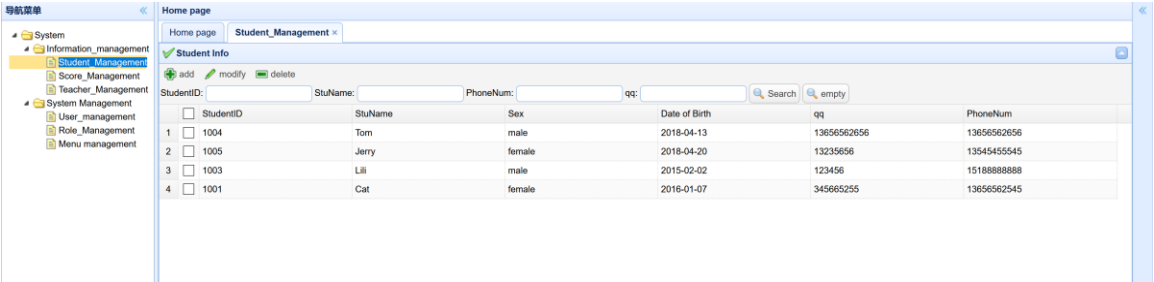 导航菜单
Home page
System
Information_management
Student_Management
Score_Management
Teacher_Management
System Management
User_management
Role_Management
Menu management
Home page Student_Management ×
Student Info
add modify delete
StudentID: StuName: PhoneNum: qq: Search empty
StudentID StuName Sex Date of Birth qq PhoneNum
1 1004 Tom male 2018-04-13 13656562656 13656562656
2 1005 Jerry female 2018-04-20 13235656 13545455545
3 1003 Lili male 2015-02-02 123456 15188888888
4 1001 Cat female 2016-01-07 345665255 13656562545